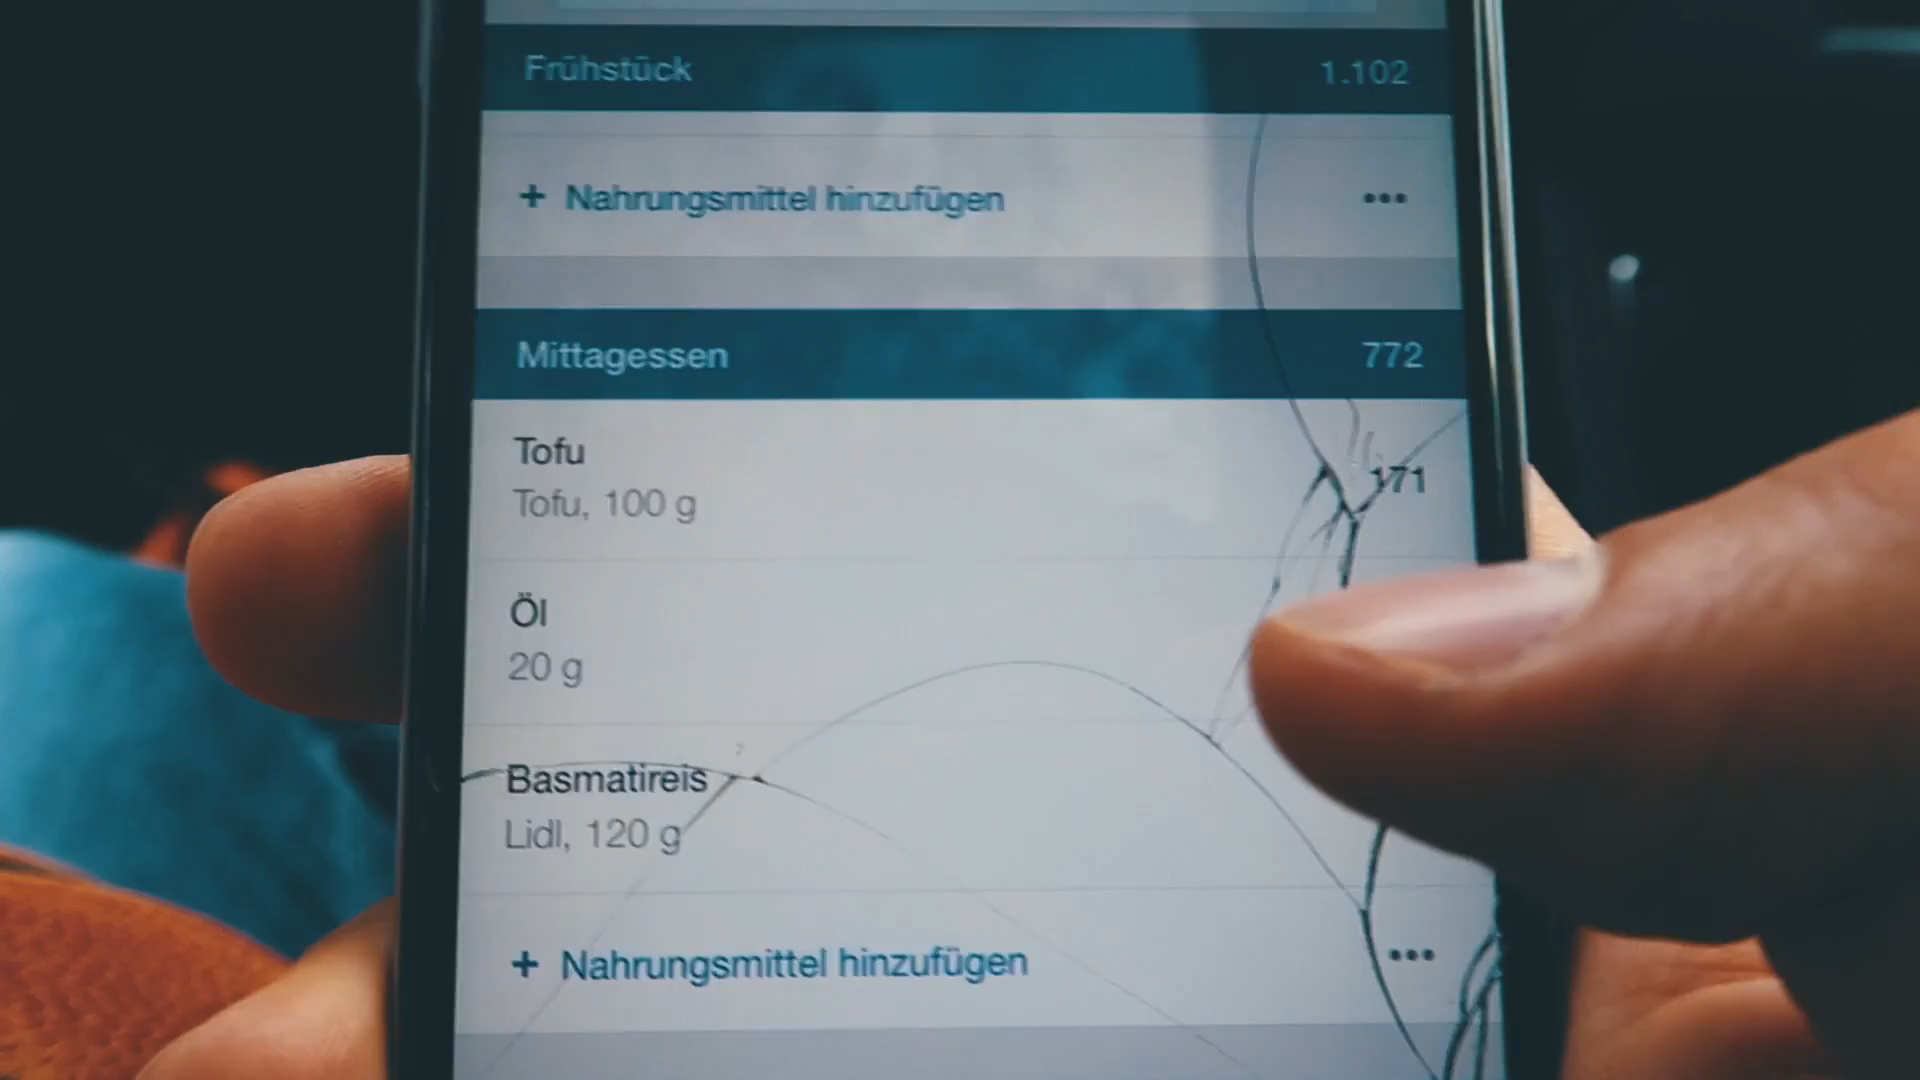 Frühstück 1.102
+ Nahrungsmittel hinzufügen •••
Mittagessen 772
Tofu
Tofu, 100 g 171
Öl
20 g
Basmatireis
Lidl, 120 g
+ Nahrungsmittel hinzufügen •••